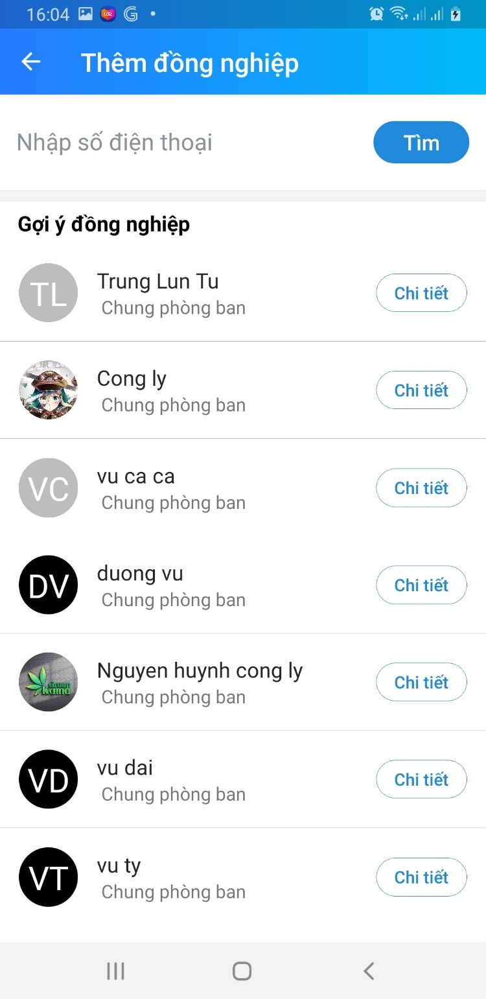 16:04
Thêm đồng nghiệp
Nhập số điện thoại
Tìm
Gợi ý đồng nghiệp
TL
Trung Lun Tu
Chung phòng ban
Chi tiết
Cong ly
Chung phòng ban
Chi tiết
VC
vu ca ca
Chung phòng ban
Chi tiết
DV
duong vu
Chung phòng ban
Chi tiết
Group
Kama
Nguyen huynh cong ly
Chung phòng ban
Chi tiết
VD
vu dai
Chung phòng ban
Chi tiết
VT
vu ty
Chung phòng ban
Chi tiết